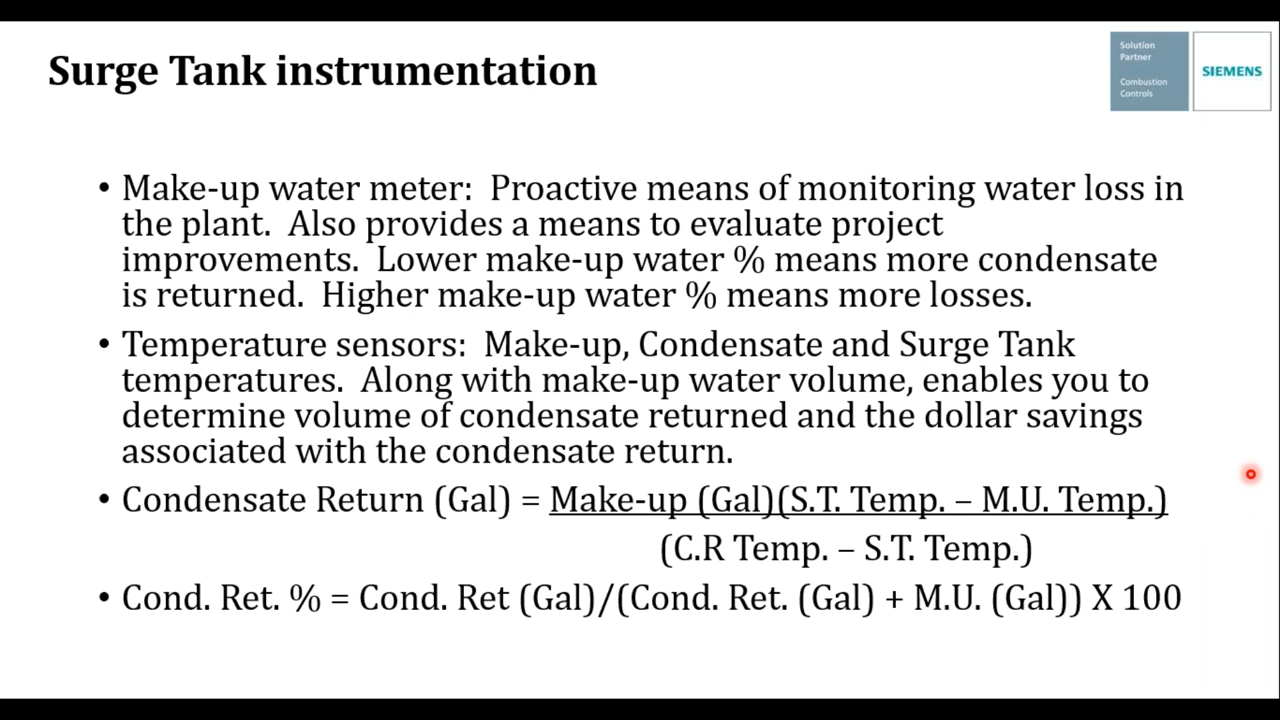 Surge Tank instrumentation
Solution
Partner
Combustion
Controls
SIEMENS
• Make-up water meter:  Proactive means of monitoring water loss in
the plant.  Also provides a means to evaluate project
improvements.  Lower make-up water % means more condensate
is returned.  Higher make-up water % means more losses.
• Temperature sensors:  Make-up, Condensate and Surge Tank
temperatures.  Along with make-up water volume, enables you to
determine volume of condensate returned and the dollar savings
associated with the condensate return.
• Condensate Return (Gal) = Make-up (Gal)(S.T. Temp. – M.U. Temp.)
(C.R Temp. – S.T. Temp.)
• Cond. Ret. % = Cond. Ret (Gal)/(Cond. Ret. (Gal) + M.U. (Gal)) X 100